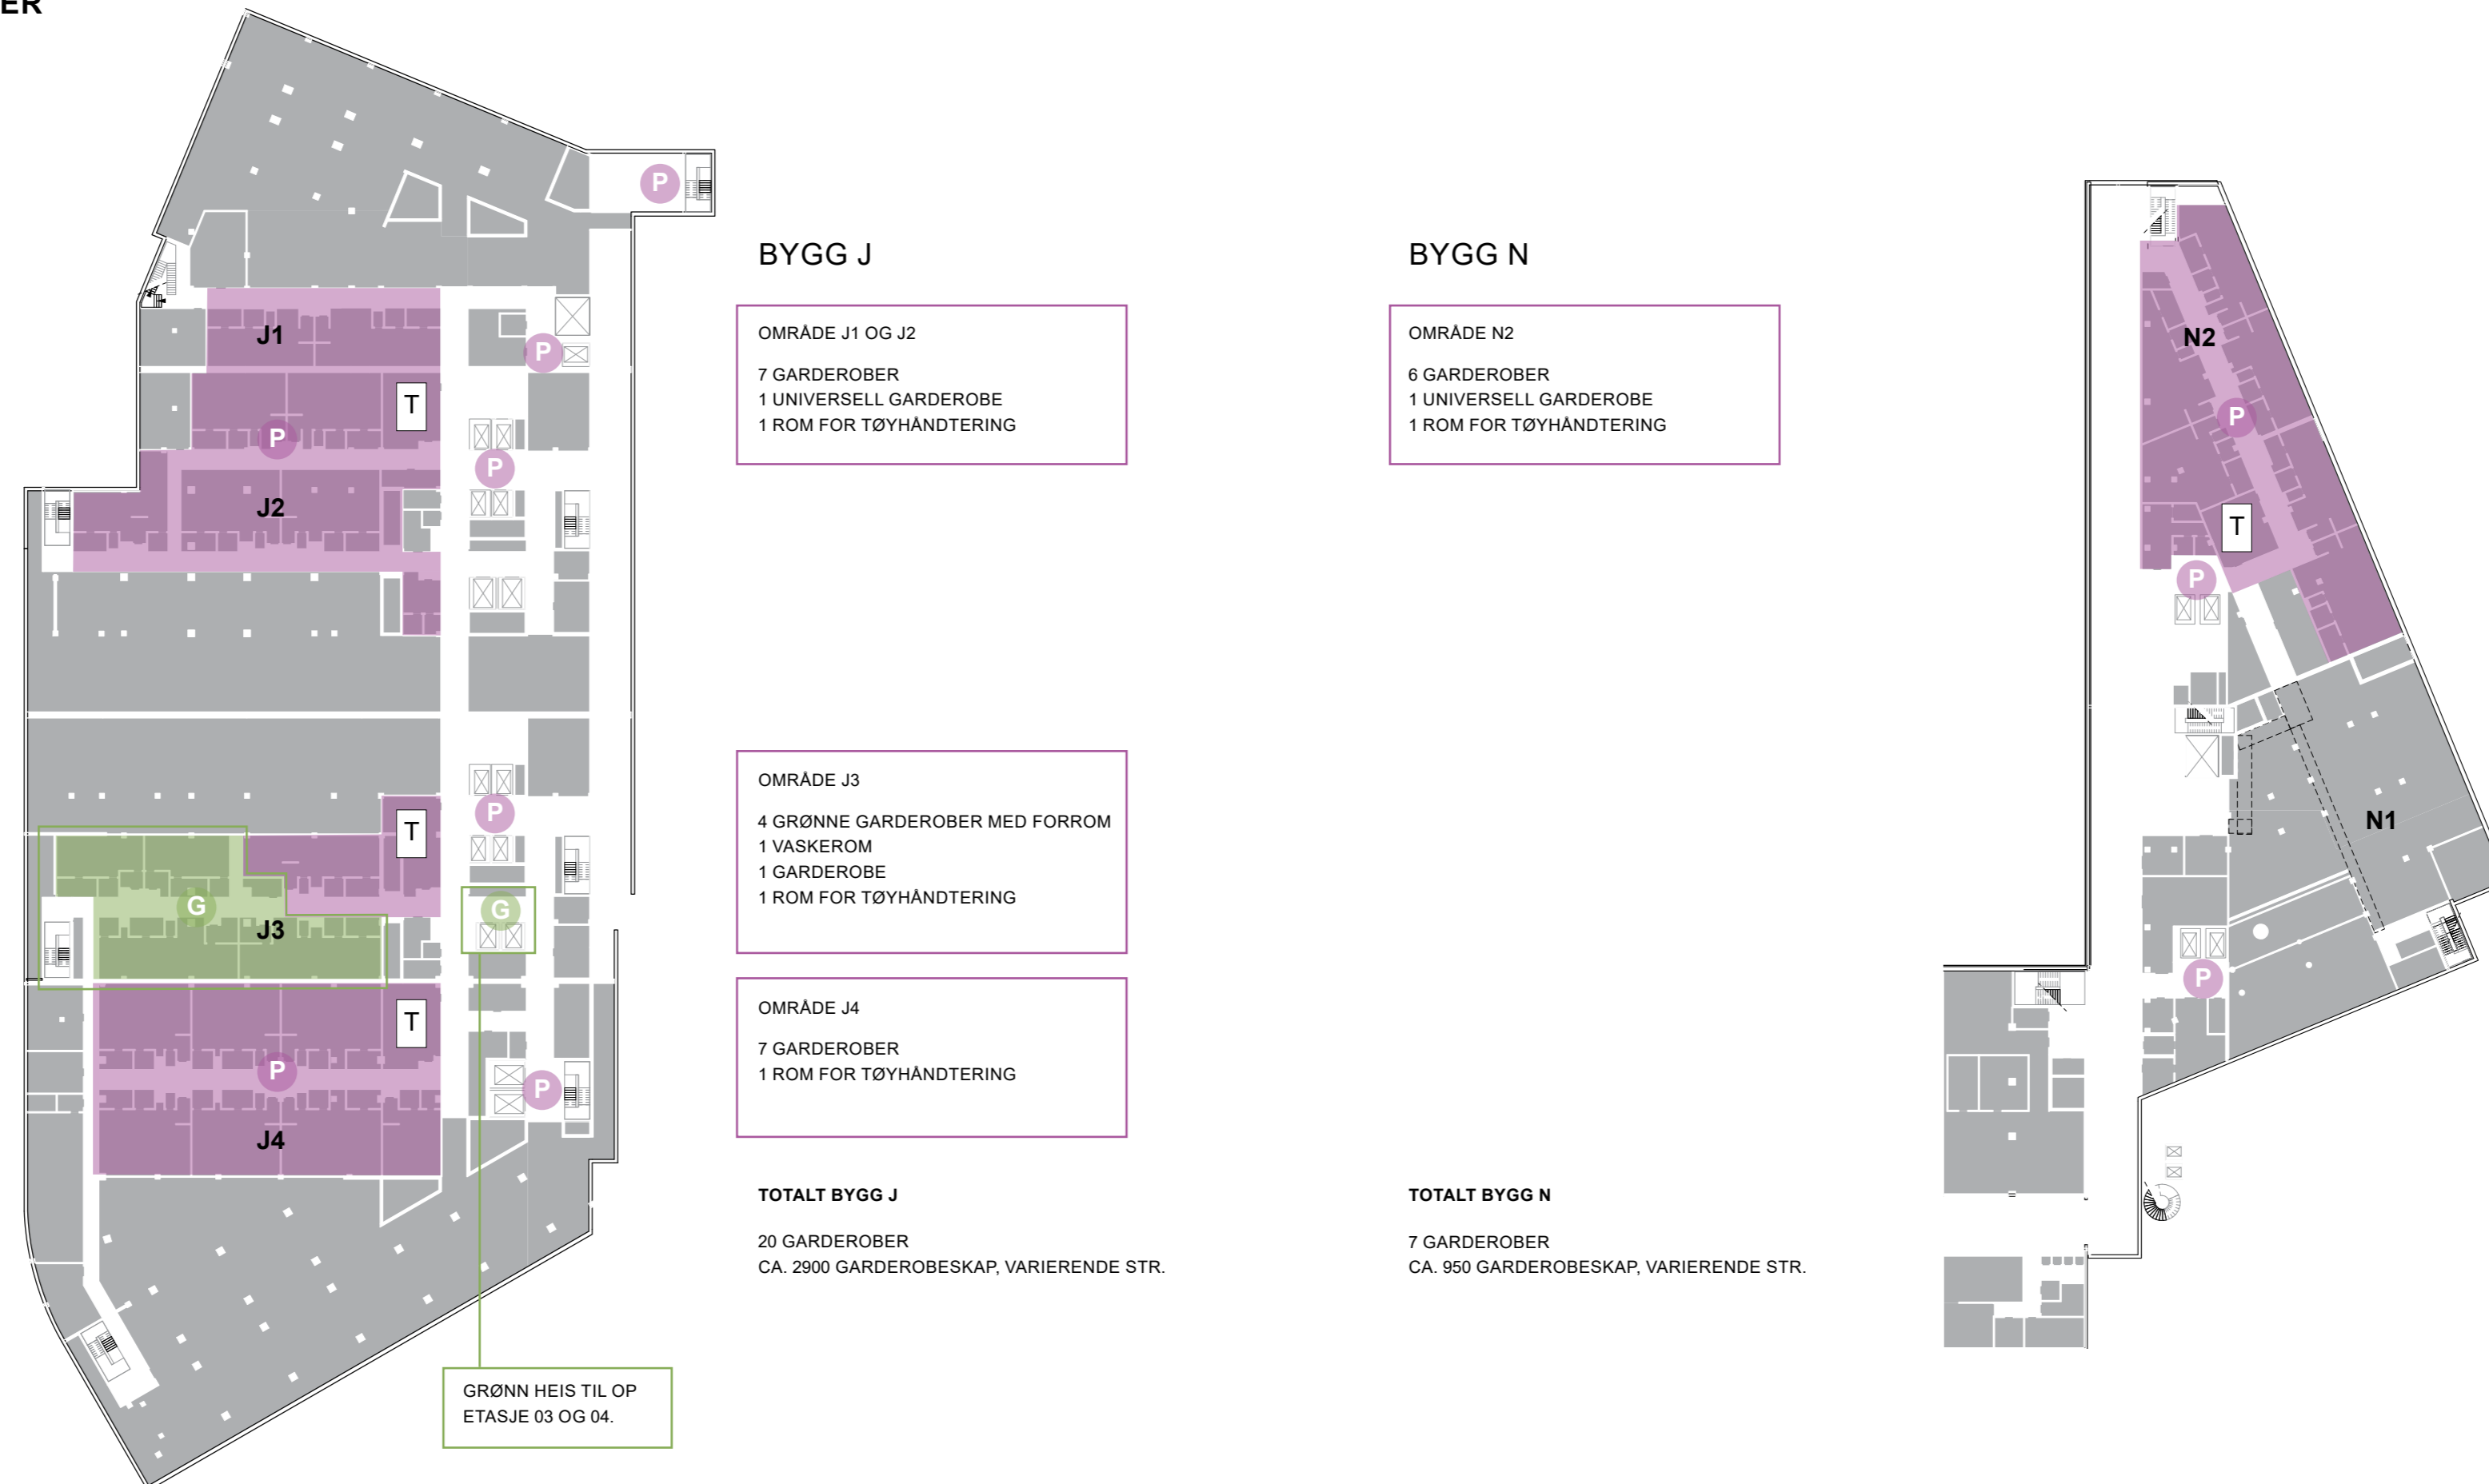 ER
P
J1
P
T
P
P
J2
P
T
G
G
J3
T
P
P
J4
GRØNN HEIS TIL OP
ETASJE 03 OG 04.
BYGG J
OMRÅDE J1 OG J2
7 GARDEROBER
1 UNIVERSELL GARDEROBE
1 ROM FOR TØYHÅNDTERING
OMRÅDE J3
4 GRØNNE GARDEROBER MED FORROM
1 VASKEROM
1 GARDEROBE
1 ROM FOR TØYHÅNDTERING
OMRÅDE J4
7 GARDEROBER
1 ROM FOR TØYHÅNDTERING
TOTALT BYGG J
20 GARDEROBER
CA. 2900 GARDEROBESKAP, VARIERENDE STR.
BYGG N
OMRÅDE N2
6 GARDEROBER
1 UNIVERSELL GARDEROBE
1 ROM FOR TØYHÅNDTERING
TOTALT BYGG N
7 GARDEROBER
CA. 950 GARDEROBESKAP, VARIERENDE STR.
N2
P
T
P
N1
P